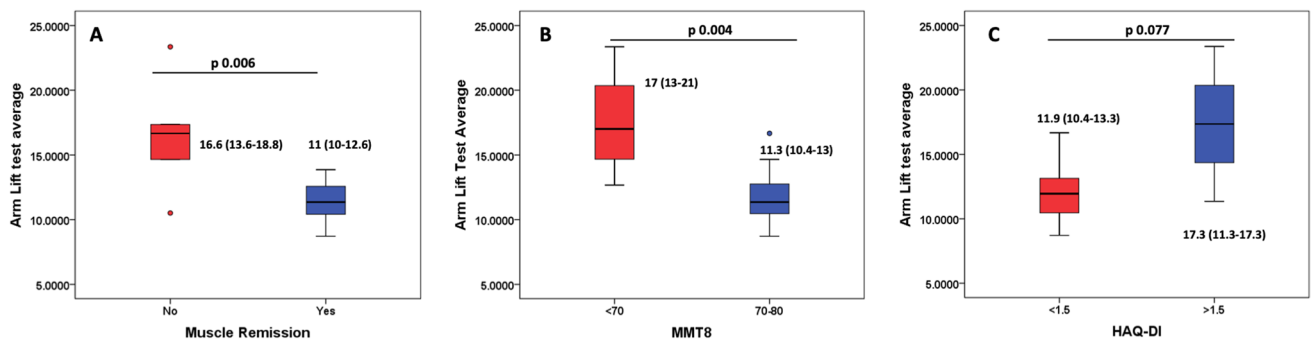 A
p 0.006
25.0000
20.0000
15.0000
10.0000
5.0000
Arm Lift test average
16.6 (13.6-18.8)
11 (10-12.6)
No
Yes
Muscle Remission
B
p 0.004
25.0000
20.0000
15.0000
10.0000
5.0000
Arm Lift Test Average
17 (13-21)
11.3 (10.4-13)
<70
70-80
MMT8
C
p 0.077
25.0000
20.0000
15.0000
10.0000
5.0000
Arm Lift test average
11.9 (10.4-13.3)
17.3 (11.3-17.3)
<1.5
>1.5
HAQ-DI